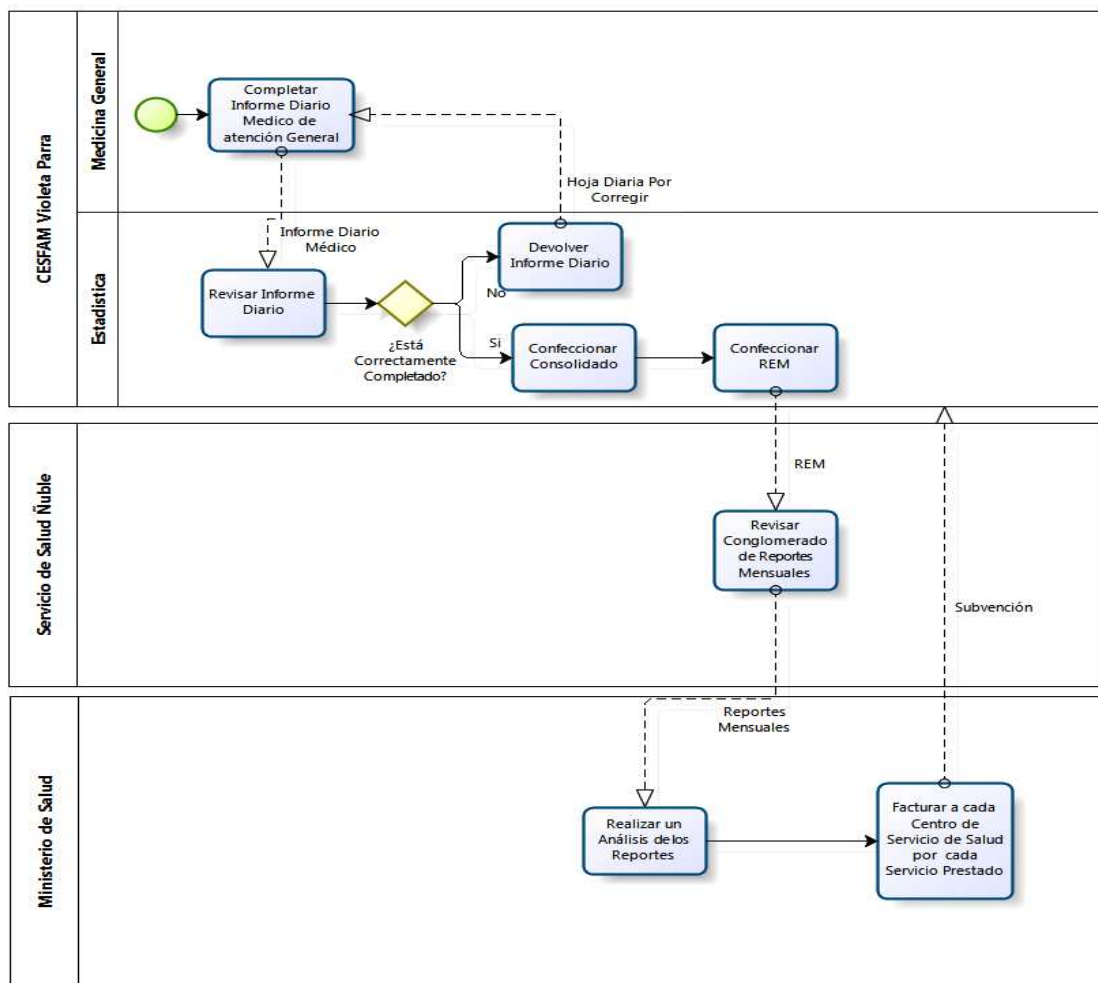 CESFAM Violeta Parra
Medicina General
Completar
Informe Diario
Medico de
atención General
Hoja Diaria Por
Corregir
Estadistica
Informe Diario
Médico
Revisar Informe
Diario
¿Está
Correctamente
Completado?
No
Devolver
Informe Diario
Si
Confeccionar
Consolidado
Confeccionar
REM
Servicio de Salud Ñuble
REM
Revisar
Conglomerado
de Reportes
Mensuales
Subvención
Ministerio de Salud
Reportes
Mensuales
Realizar un
Análisis delos
Reportes
Facturar a cada
Centro de
Servicio de Salud
por cada
Servicio Prestado